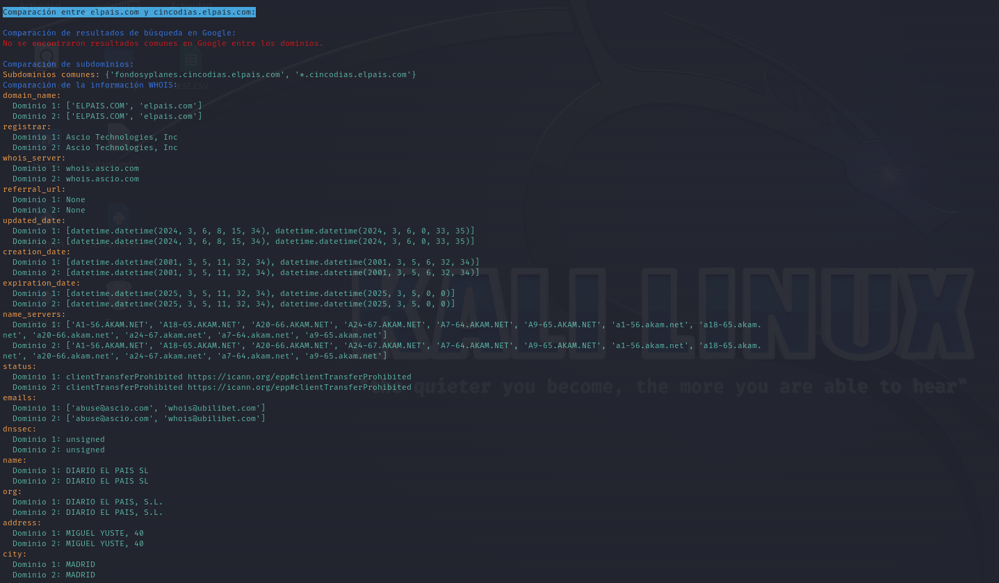 Comparación entre elpais.com y cincodias.elpais.com:
Comparación de resultados de búsqueda en Google:
No se encontraron resultados comunes en Google entre los dominios.
Comparación de subdominios:
Subdominios comunes: {'fondosyplanes.cincodias.elpais.com', '*.cincodias.elpais.com'}
Comparación de la información WHOIS:
domain_name:
  Dominio 1: ['ELPAIS.COM', 'elpais.com']
  Dominio 2: ['ELPAIS.COM', 'elpais.com']
registrar:
  Dominio 1: Ascio Technologies, Inc
  Dominio 2: Ascio Technologies, Inc
whois_server:
  Dominio 1: whois.ascio.com
  Dominio 2: whois.ascio.com
referral_url:
  Dominio 1: None
  Dominio 2: None
updated_date:
  Dominio 1: [datetime.datetime(2024, 3, 6, 8, 15, 34), datetime.datetime(2024, 3, 6, 0, 33, 35)]
  Dominio 2: [datetime.datetime(2024, 3, 6, 8, 15, 34), datetime.datetime(2024, 3, 6, 0, 33, 35)]
creation_date:
  Dominio 1: [datetime.datetime(2001, 3, 5, 11, 32, 34), datetime.datetime(2001, 3, 5, 6, 32, 34)]
  Dominio 2: [datetime.datetime(2001, 3, 5, 11, 32, 34), datetime.datetime(2001, 3, 5, 6, 32, 34)]
expiration_date:
  Dominio 1: [datetime.datetime(2025, 3, 5, 11, 32, 34), datetime.datetime(2025, 3, 5, 0, 0)]
  Dominio 2: [datetime.datetime(2025, 3, 5, 11, 32, 34), datetime.datetime(2025, 3, 5, 0, 0)]
name_servers:
  Dominio 1: ['A1-56.AKAM.NET', 'A18-65.AKAM.NET', 'A20-66.AKAM.NET', 'A24-67.AKAM.NET', 'A7-64.AKAM.NET', 'A9-65.AKAM.NET', 'a1-56.akam.net', 'a18-65.akam.
net', 'a20-66.akam.net', 'a24-67.akam.net', 'a7-64.akam.net', 'a9-65.akam.net']
  Dominio 2: ['A1-56.AKAM.NET', 'A18-65.AKAM.NET', 'A20-66.AKAM.NET', 'A24-67.AKAM.NET', 'A7-64.AKAM.NET', 'A9-65.AKAM.NET', 'a1-56.akam.net', 'a18-65.akam.
net', 'a20-66.akam.net', 'a24-67.akam.net', 'a7-64.akam.net', 'a9-65.akam.net']
status:
  Dominio 1: clientTransferProhibited https://icann.org/epp#clientTransferProhibited
  Dominio 2: clientTransferProhibited https://icann.org/epp#clientTransferProhibited
emails:
  Dominio 1: ['abuse@ascio.com', 'whois@ubilibet.com']
  Dominio 2: ['abuse@ascio.com', 'whois@ubilibet.com']
dnssec:
  Dominio 1: unsigned
  Dominio 2: unsigned
name:
  Dominio 1: DIARIO EL PAIS SL
  Dominio 2: DIARIO EL PAIS SL
org:
  Dominio 1: DIARIO EL PAIS, S.L.
  Dominio 2: DIARIO EL PAIS, S.L.
address:
  Dominio 1: MIGUEL YUSTE, 40
  Dominio 2: MIGUEL YUSTE, 40
city:
  Dominio 1: MADRID
  Dominio 2: MADRID
KALI LINUX
quieter you become, the more you are able to hear"